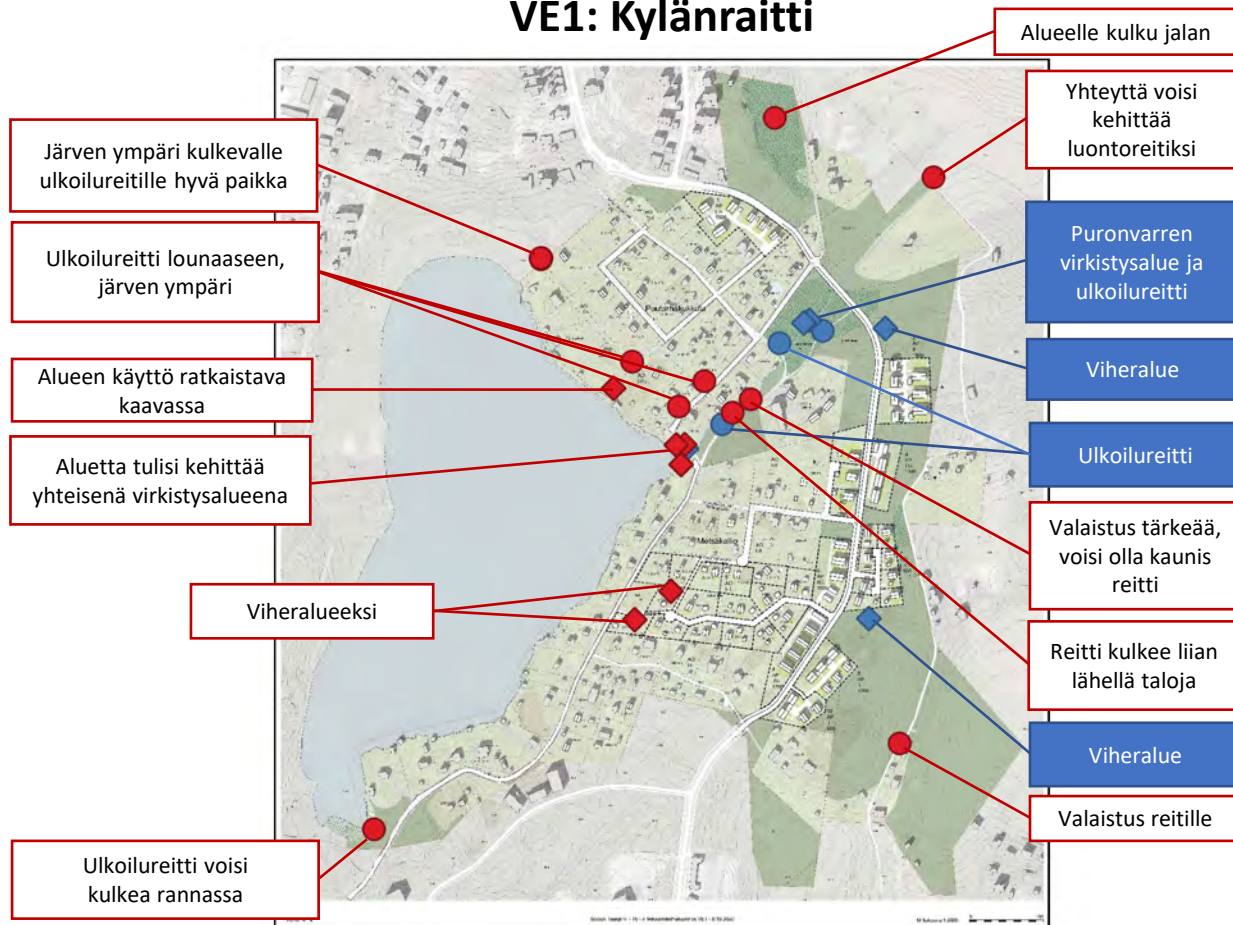 VE1: Kylänraitti
Alueelle kulku jalan
Yhteyttä voisi
kehittää
luontoreitiksi
Järven ympäri kulkevalle
ulkoilureitille hyvä paikka
Ulkoilureitti lounaaseen,
järven ympäri
Puronvarren
virkistysalue ja
ulkoilureitti
Viheralue
Alueen käyttö ratkaistava
kaavassa
Ulkoilureitti
Aluetta tulisi kehittää
yhteisenä virkistysalueena
Valaistus tärkeää,
voisi olla kaunis
reitti
Viheralueeksi
Reitti kulkee liian
lähellä taloja
Viheralue
Valaistus reitille
Ulkoilureitti voisi
kulkea rannassa